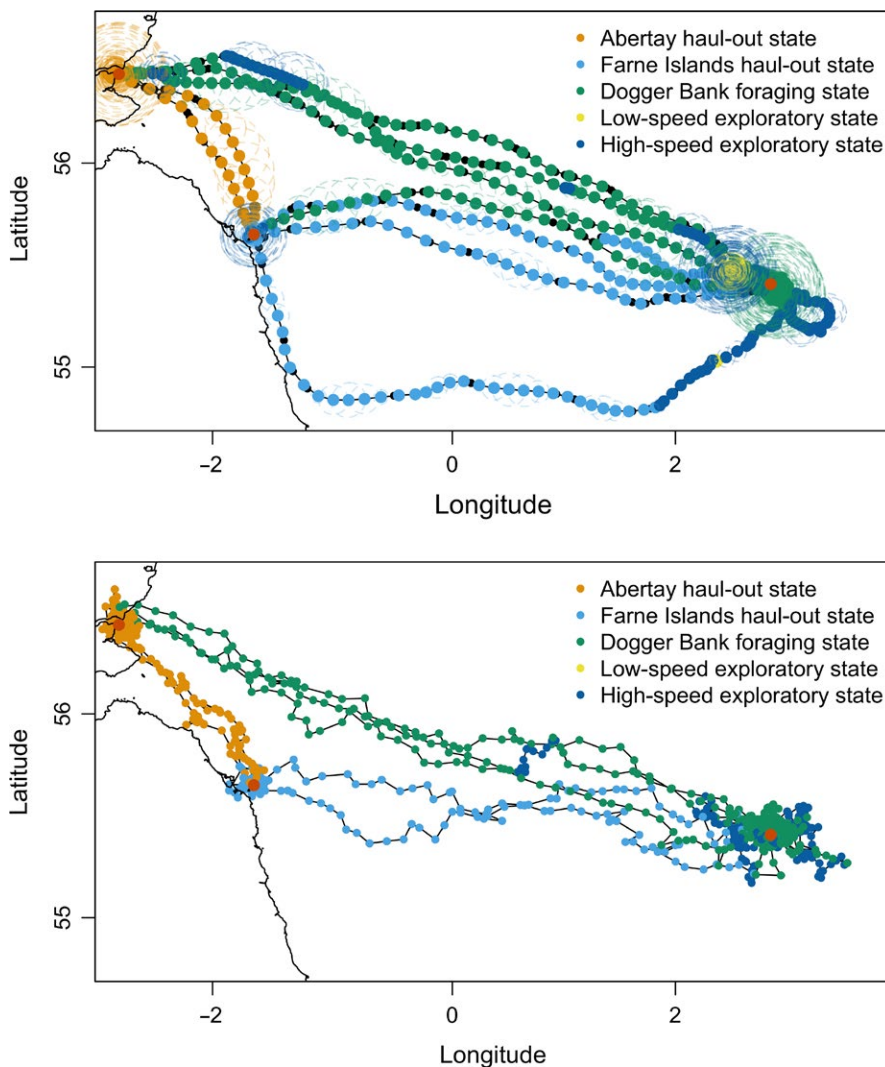 Abertay haul-out state
Farne Islands haul-out state
Dogger Bank foraging state
Low-speed exploratory state
High-speed exploratory state
56
55
Latitude
−2
0
2
Longitude
Abertay haul-out state
Farne Islands haul-out state
Dogger Bank foraging state
Low-speed exploratory state
High-speed exploratory state
56
55
Latitude
−2
0
2
Longitude